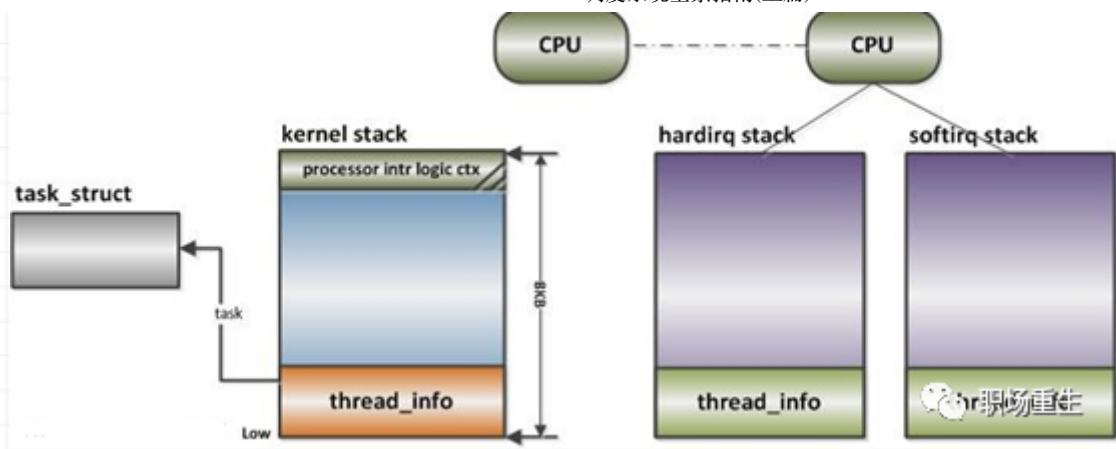 CPU
CPU
kernel stack
hardirq stack
softirq stack
processor intr logic ctx
task_struct
8KB
task
thread_info
thread_info
职场重生
Low
...